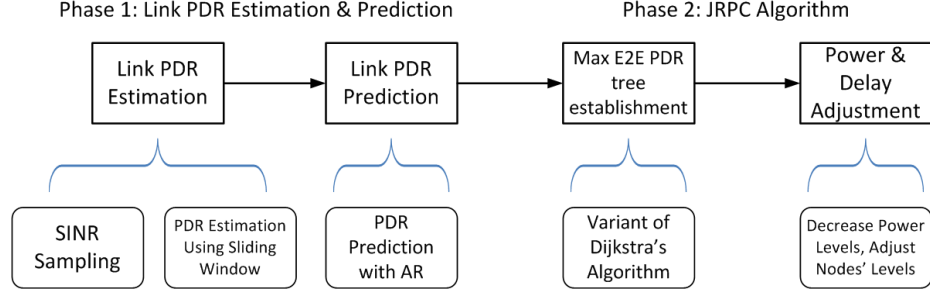 Phase 1: Link PDR Estimation & Prediction
Phase 2: JRPC Algorithm
Link PDR
Estimation
Link PDR
Prediction
Max E2E PDR
tree
establishment
Power &
Delay
Adjustment
SINR
Sampling
PDR Estimation
Using Sliding
Window
PDR
Prediction
with AR
Variant of
Dijkstra's
Algorithm
Decrease Power
Levels, Adjust
Nodes' Levels